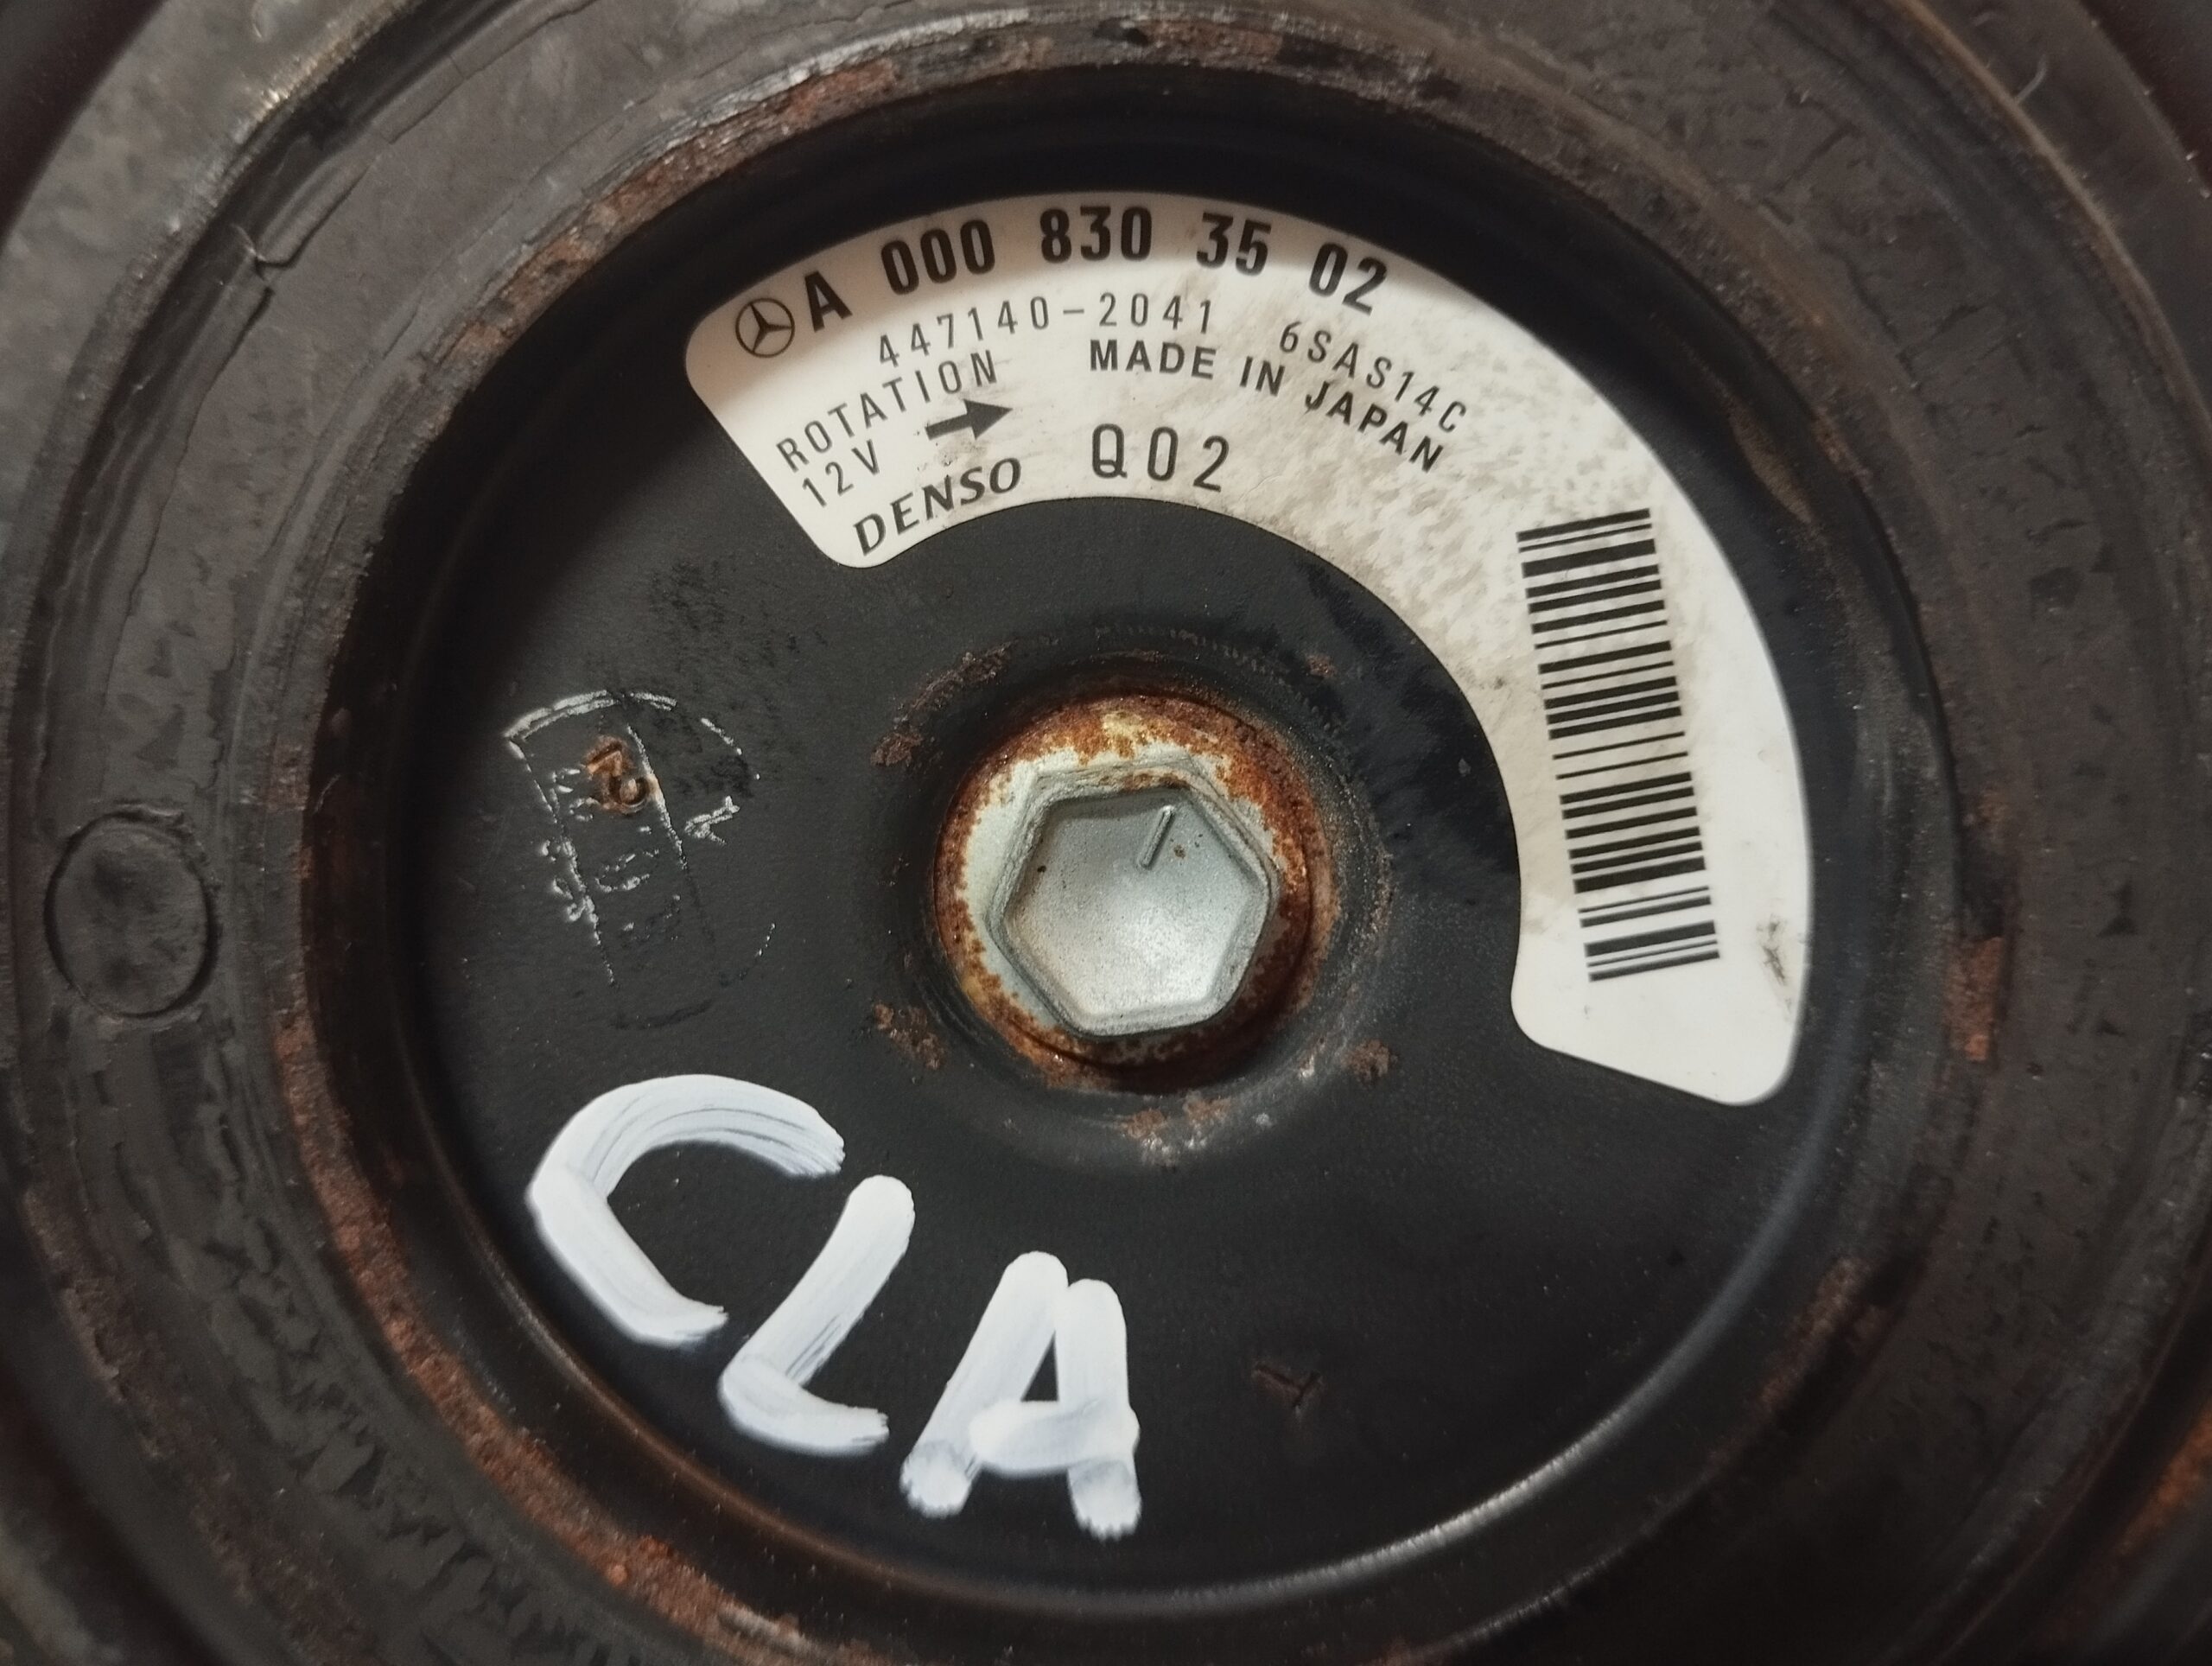 A 000 830 35 02
447140-2041 6SAS14C
ROTATION MADE IN JAPAN
12V
DENSO Q02
CLA